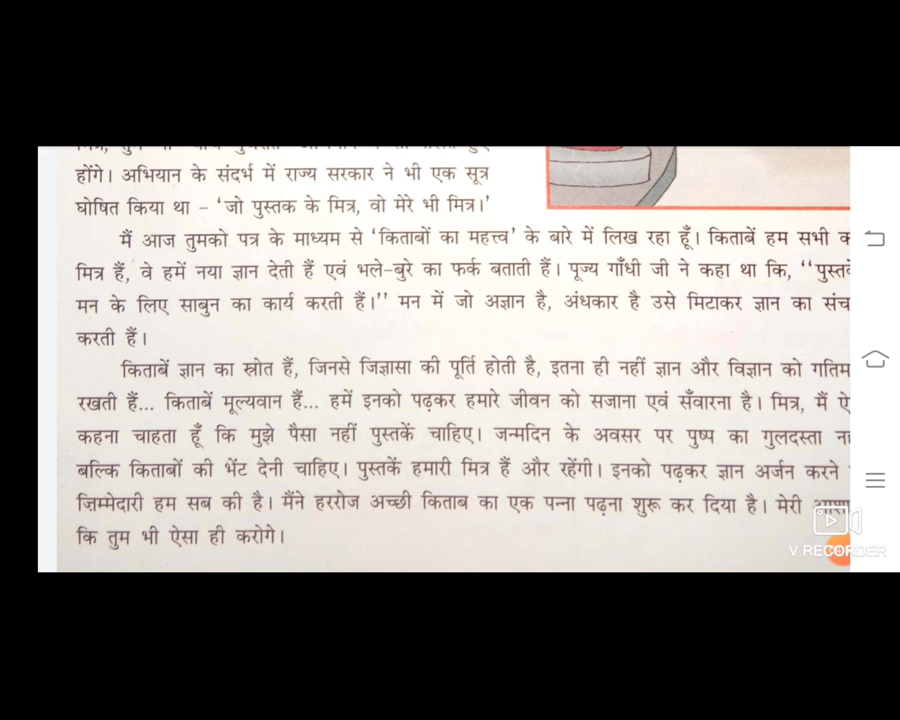 होंगे। अभियान के संदर्भ में राज्य सरकार ने भी एक सूत्र
घोषित किया था - 'जो पुस्तक के मित्र, वो मेरे भी मित्र।'
मैं आज तुमको पत्र के माध्यम से 'किताबों का महत्त्व' के बारे में लिख रहा हूँ। किताबें हम सभी
मित्र हैं, वे हमें नया ज्ञान देती हैं एवं भले-बुरे का फर्क बताती हैं। पूज्य गाँधी जी ने कहा था कि, ''
मन के लिए साबुन का कार्य करती हैं।'' मन में जो अज्ञान है, अंधकार है उसे मिटाकर ज्ञान का
करती हैं।
किताबें ज्ञान का स्रोत हैं, जिनसे जिज्ञासा की पूर्ति होती है, इतना ही नहीं ज्ञान और विज्ञान को
रखती हैं... किताबें मूल्यवान हैं... हमें इनको पढ़कर हमारे जीवन को सजाना एवं सँवारना है। मित्र, मैं
कहना चाहता हूँ कि मुझे पैसा नहीं पुस्तकें चाहिए। जन्मदिन के अवसर पर पुष्प का गुलदस्ता
बल्कि किताबों की भेंट देनी चाहिए। पुस्तकें हमारी मित्र हैं और रहेंगी। इनको पढ़कर ज्ञान अर्जन करने
ज़िम्मेदारी हम सब की है। मैंने हररोज अच्छी किताब का एक पन्ना पढ़ना शुरू कर दिया है। मेरी
कि तुम भी ऐसा ही करोगे।
V RECORDER